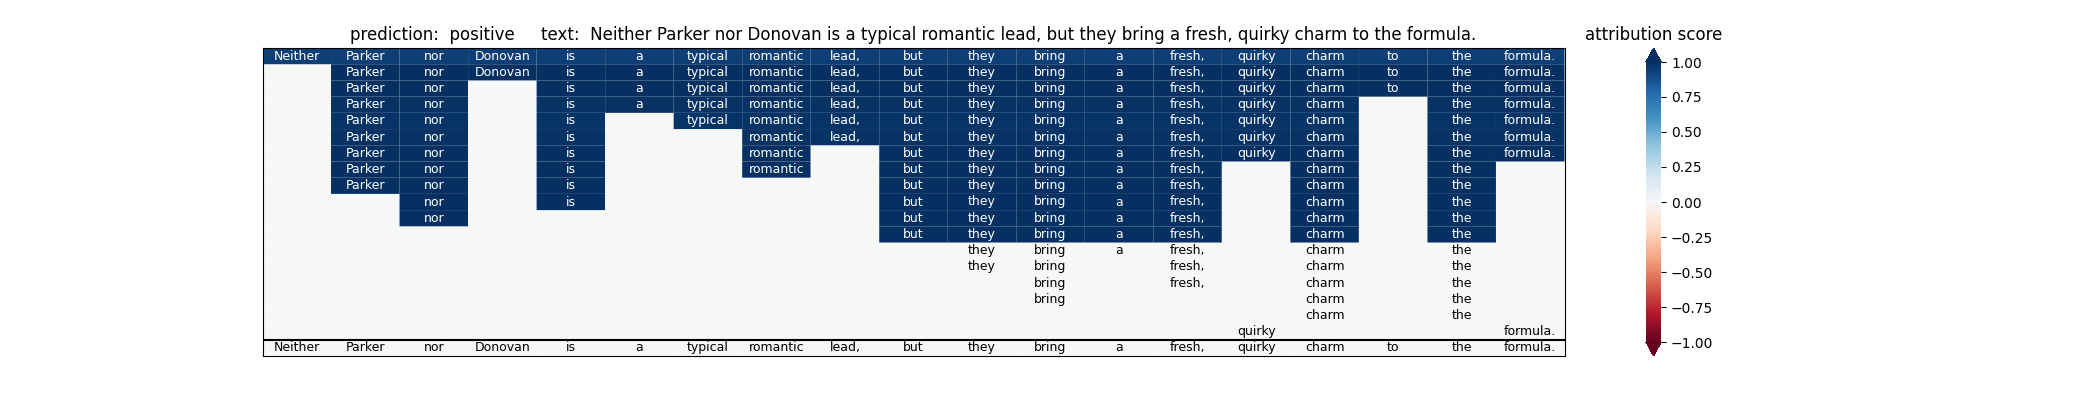 prediction: positive text: Neither Parker nor Donovan is a typical romantic lead, but they bring a fresh, quirky charm to the formula.
Neither Parker nor Donovan is a typical romantic lead, but they bring a fresh, quirky charm to the formula.
Parker nor Donovan is a typical romantic lead, but they bring a fresh, quirky charm to the formula.
Parker nor is a typical romantic lead, but they bring a fresh, quirky charm to the formula.
Parker nor is a typical romantic lead, but they bring a fresh, quirky charm the formula.
Parker nor is typical romantic lead, but they bring a fresh, quirky charm the formula.
Parker nor is romantic lead, but they bring a fresh, quirky charm the formula.
Parker nor is romantic but they bring a fresh, quirky charm the formula.
Parker nor is romantic but they bring a fresh, charm the
Parker nor is but they bring a fresh, charm the
nor is but they bring a fresh, charm the
nor but they bring a fresh, charm the
but they bring a fresh, charm the
they bring a fresh, charm the
they bring fresh, charm the
bring fresh, charm the
bring charm the
charm the
quirky formula.
Neither Parker nor Donovan is a typical romantic lead, but they bring a fresh, quirky charm to the formula.
attribution score
1.00
0.75
0.50
0.25
0.00
−0.25
−0.50
−0.75
−1.00